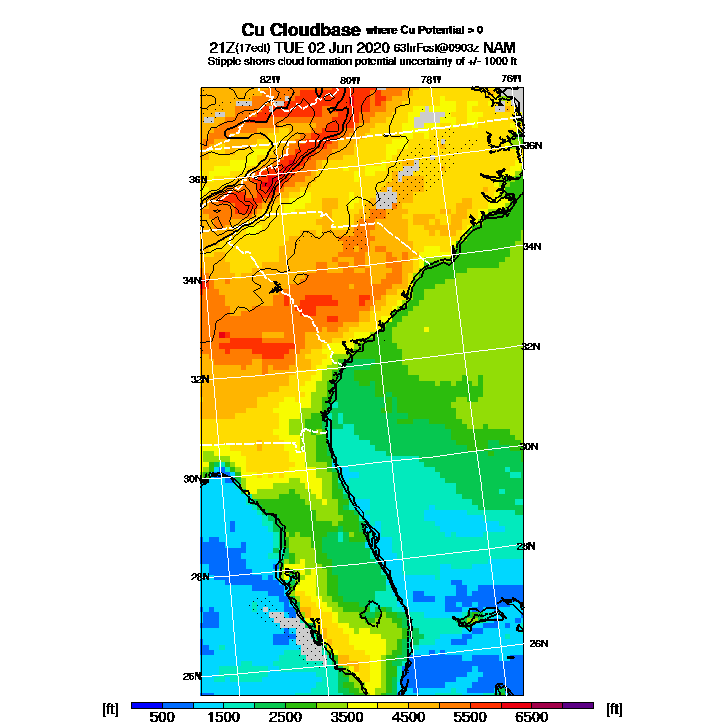 Cu Cloudbase where Cu Potential > 0
21Z(17edt) TUE 02 Jun 2020 63hrFcst@0903z NAM
Stipple shows cloud formation potential uncertainty of +/- 1000 ft
82W 80W 78W 76W
36N
36N
34N
34N
32N
32N
30N
30N
28N
28N
26N
26N
[ft] [ft]
500 1500 2500 3500 4500 5500 6500